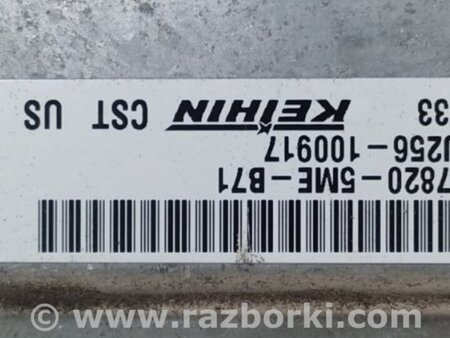 7820-5ME-B71
J256-100917
33 KEIHIN CST US
www.razborki.com